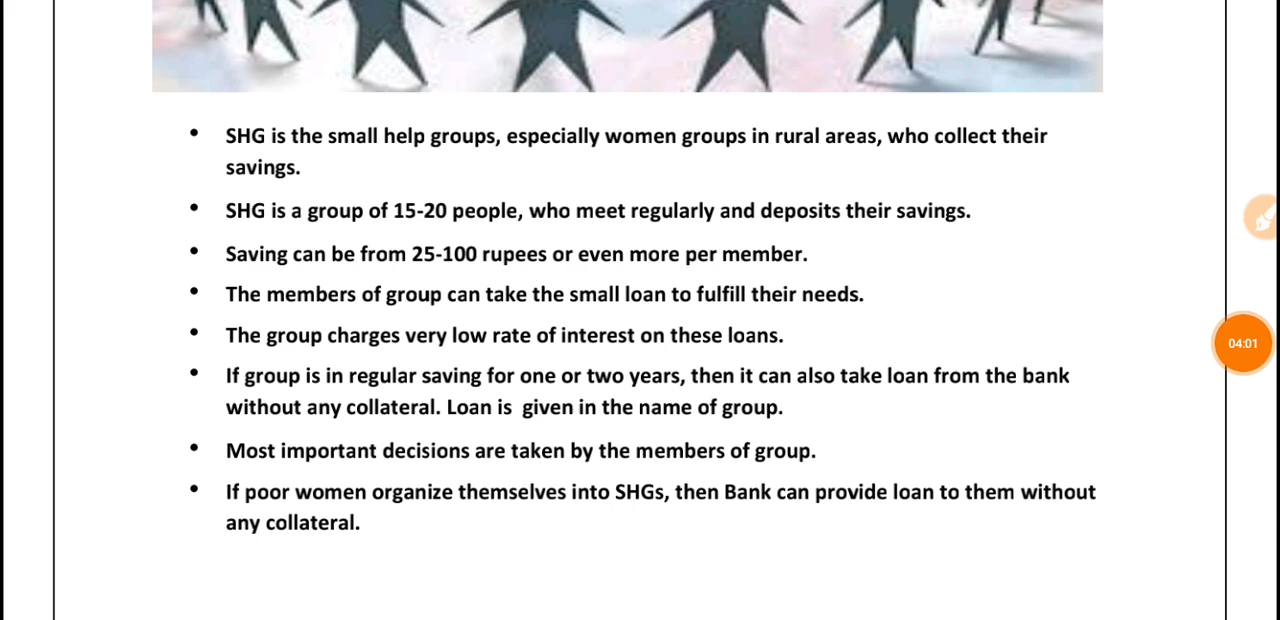 • SHG is the small help groups, especially women groups in rural areas, who collect their
savings.
• SHG is a group of 15-20 people, who meet regularly and deposits their savings.
• Saving can be from 25-100 rupees or even more per member.
• The members of group can take the small loan to fulfill their needs.
• The group charges very low rate of interest on these loans.
• If group is in regular saving for one or two years, then it can also take loan from the bank
without any collateral. Loan is given in the name of group.
• Most important decisions are taken by the members of group.
• If poor women organize themselves into SHGs, then Bank can provide loan to them without
any collateral.
04:01